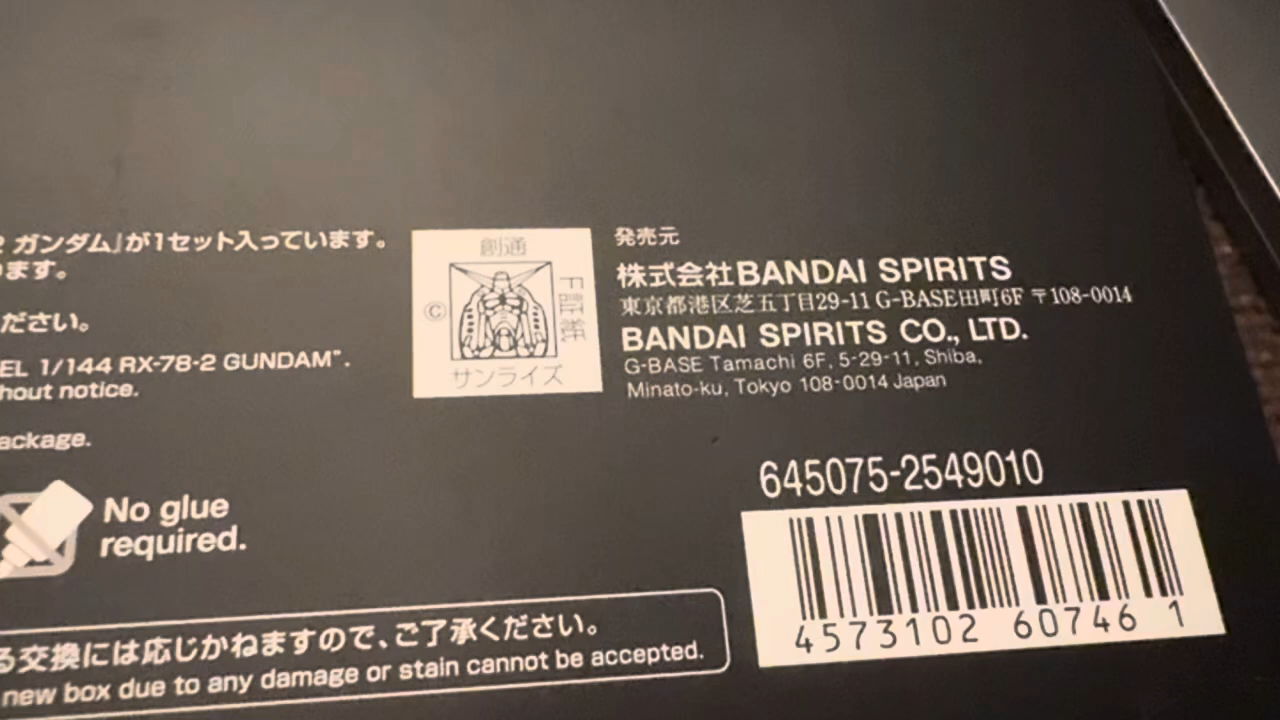 ガンダム』が1セット入っています。
ます。
ださい。
EL 1/144 RX-78-2 GUNDAM".
hout notice.
ackage.
No glue
required.
る交換には応じかねますので、ご了承ください。
new box due to any damage or stain cannot be accepted.
創通
©
サンライズ
発売元
株式会社BANDAI SPIRITS
東京都港区芝五丁目29-11 G-BASE田町6F 〒108-0014
BANDAI SPIRITS CO., LTD.
G-BASE Tamachi 6F, 5-29-11, Shiba,
Minato-ku, Tokyo 108-0014 Japan
645075-2549010
4573102 60746 1